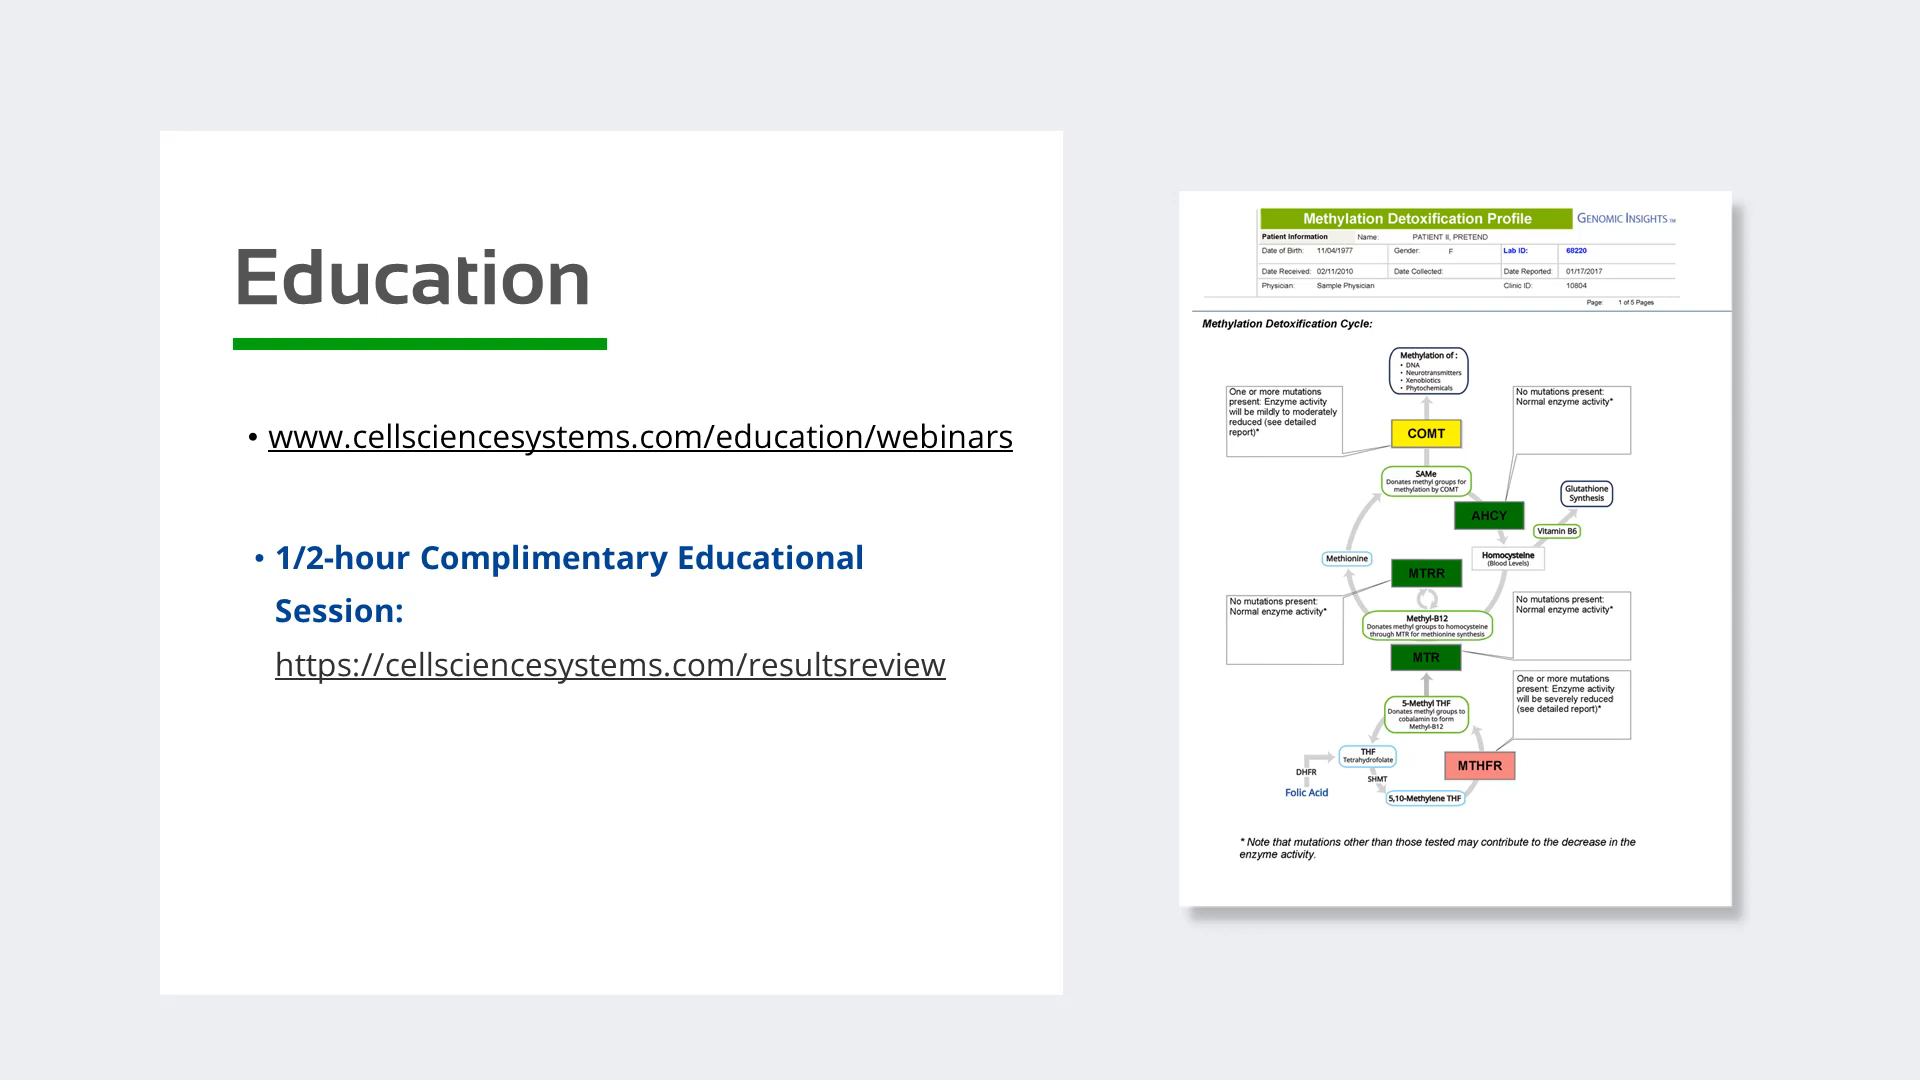 Education
• www.cellsciencesystems.com/education/webinars
• 1/2-hour Complimentary Educational
Session:
https://cellsciencesystems.com/resultsreview
Methylation Detoxification Profile
GENOMIC INSIGHTS TM
Patient Information Name: PATIENT II, PRETEND
Date of Birth: 11/04/1977 Gender: F Lab ID: 68220
Date Received: 02/11/2010 Date Collected: Date Reported: 01/17/2017
Physician: Sample Physician Clinic ID: 10804
Page: 1 of 5 Pages
Methylation Detoxification Cycle:
Methylation of :
• DNA
• Neurotransmitters
• Xenobiotics
• Phytochemicals
One or more mutations
present: Enzyme activity
will be mildly to moderately
reduced (see detailed
report)*
No mutations present:
Normal enzyme activity*
COMT
SAMe
Donates methyl groups for
methylation by COMT
Glutathione
Synthesis
AHCY
Vitamin B6
Methionine
Homocysteine
(Blood Levels)
MTRR
No mutations present:
Normal enzyme activity*
No mutations present:
Normal enzyme activity*
Methyl-B12
Donates methyl groups to homocysteine
through MTR for methionine synthesis
MTR
One or more mutations
present: Enzyme activity
will be severely reduced
(see detailed report)*
5-Methyl THF
Donates methyl groups to
cobalamin to form
Methyl-B12
THF
Tetrahydrofolate
MTHFR
DHFR
SHMT
Folic Acid
5,10-Methylene THF
* Note that mutations other than those tested may contribute to the decrease in the
enzyme activity.